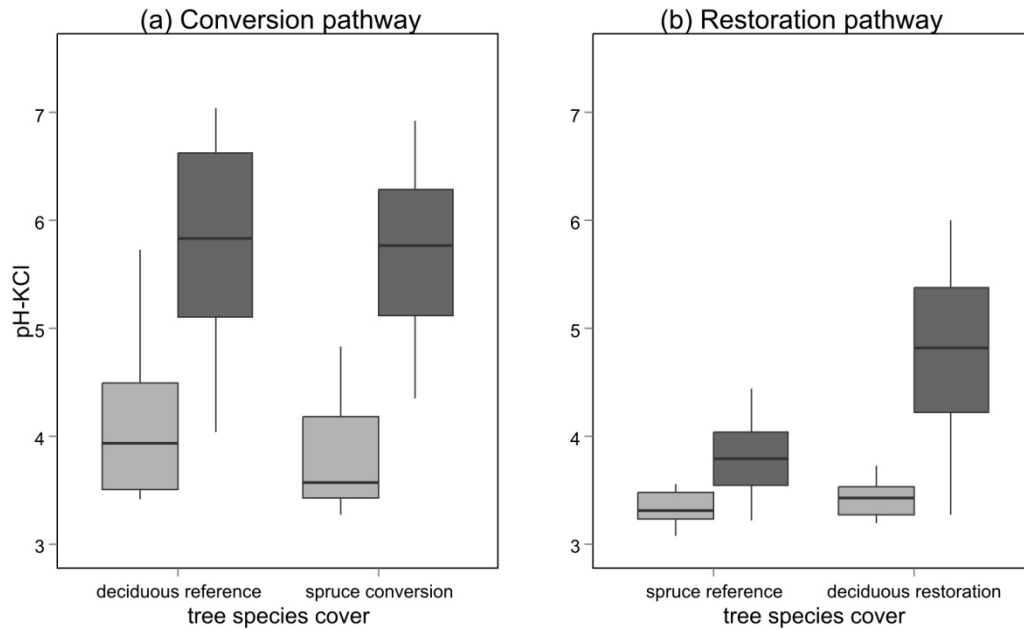 (a) Conversion pathway
pH-KCl
7
6
5
4
3
deciduous reference
spruce conversion
tree species cover
(b) Restoration pathway
7
6
5
4
3
spruce reference
deciduous restoration
tree species cover